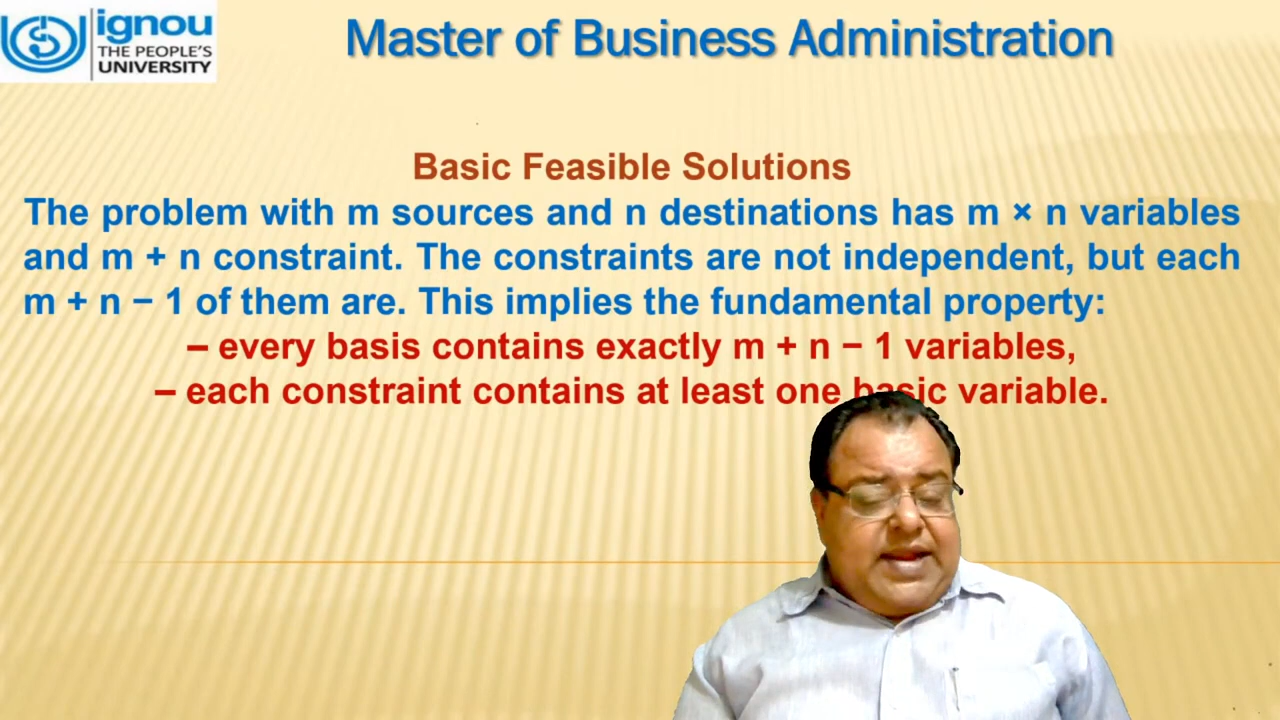 ignou
THE PEOPLE'S
UNIVERSITY
Master of Business Administration
Basic Feasible Solutions
The problem with m sources and n destinations has m × n variables
and m + n constraint. The constraints are not independent, but each
m + n − 1 of them are. This implies the fundamental property:
– every basis contains exactly m + n − 1 variables,
– each constraint contains at least one basic variable.